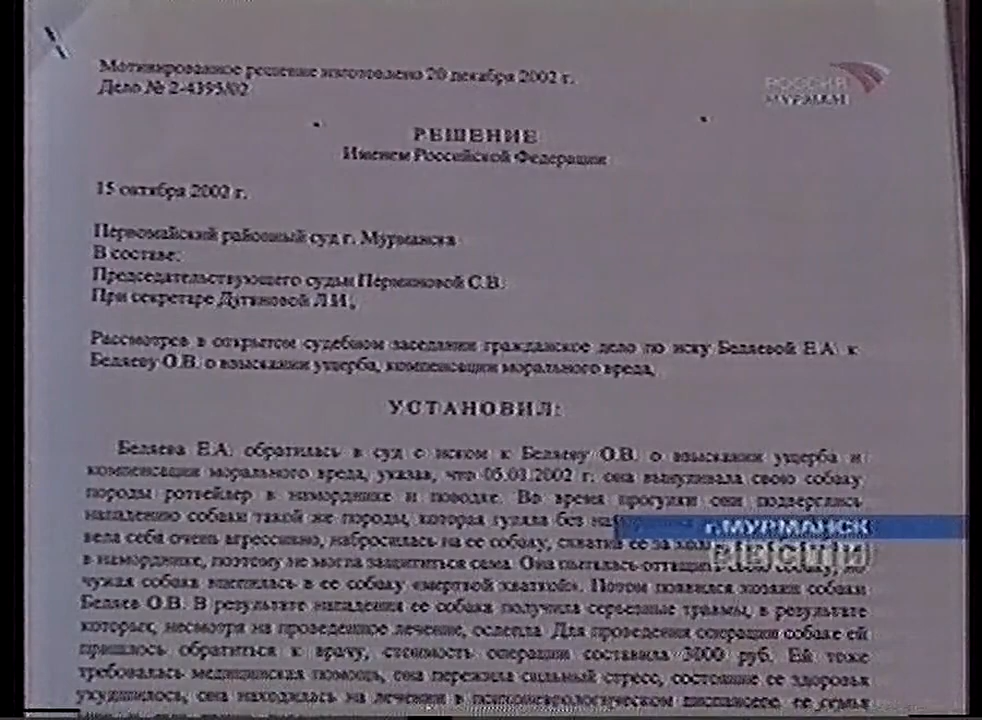 Мотивированное решение изготовлено 20 декабря 2002 г.
Дело № 2-4395/02
РОССИЯ
МУРМАН
РЕШЕНИЕ
Именем Российской Федерации
15 октября 2002 г.
Первомайский районный суд г. Мурманска
В составе:
Председательствующего судьи Перминовой С.В.
При секретаре Дугановой Л.И.,
Рассмотрев в открытом судебном заседании гражданское дело по иску Беляевой Е.А. к
Беляеву О.В. о взыскании ущерба, компенсации морального вреда,
УСТАНОВИЛ:
Беляева Е.А. обратилась в суд с иском к Беляеву О.В. о взыскании ущерба и
компенсации морального вреда, указав, что 05.01.2002 г. она выгуливала свою собаку
породы ротвейлер в наморднике и поводке. Во время прогулки они подверглись
нападению собаки такой же породы, которая гуляла без
г.МУРМАНСК
вела себя очень агрессивно, набросилась на ее собаку, схватив ее за
ВЕСТИ
в наморднике, поэтому не могла защититься сама. Она пыталась
чужая собака вцепилась в ее собаку «мертвой хваткой». Потом появился хозяин собаки
Беляев О.В. В результате нападения ее собака получила серьезные травмы, в результате
которых, несмотря на проведенное лечение, ослепла. Для проведения операции собаке ей
пришлось обратиться к врачу, стоимость операции составила 3000 руб. Ей тоже
требовалась медицинская помощь, она пережила сильный стресс, состояние ее здоровья
ухудшилось, она находилась на лечении в психоневрологическом диспансере, ее семья